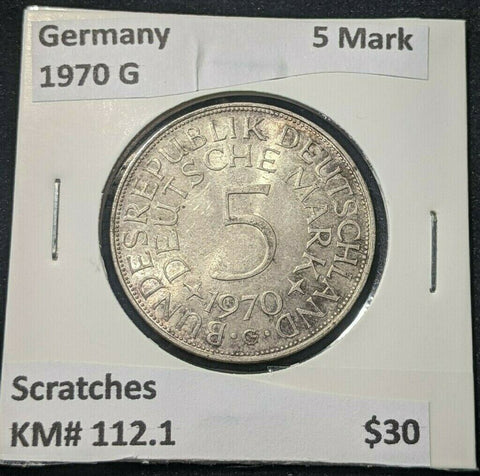 Germany 5 Mark
1970 G
BUNDESREPUBLIK DEUTSCHLAND
DEUTSCHE MARK
5
1970
G
Scratches
KM# 112.1 $30